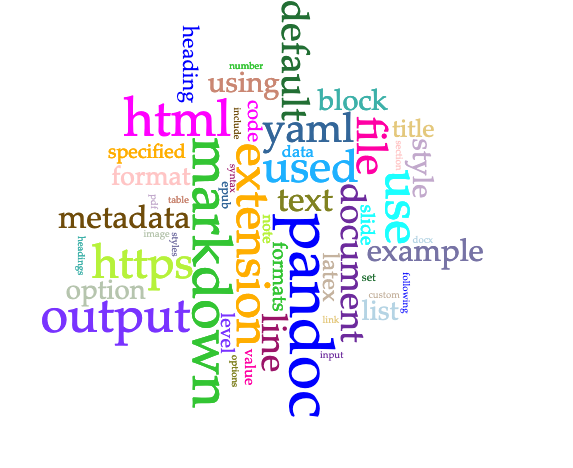 default
heading
number
using
block
html
include
code
yaml
file
title
specified
markdown
extension
data
used
section
style
format
syntax
epub
text
document
use
pdf
table
metadata
note
pandoc
slide
image
styles
headings
https
formats
latex
example
docx
option
set
custom
following
output
level
line
link
list
options
value
input